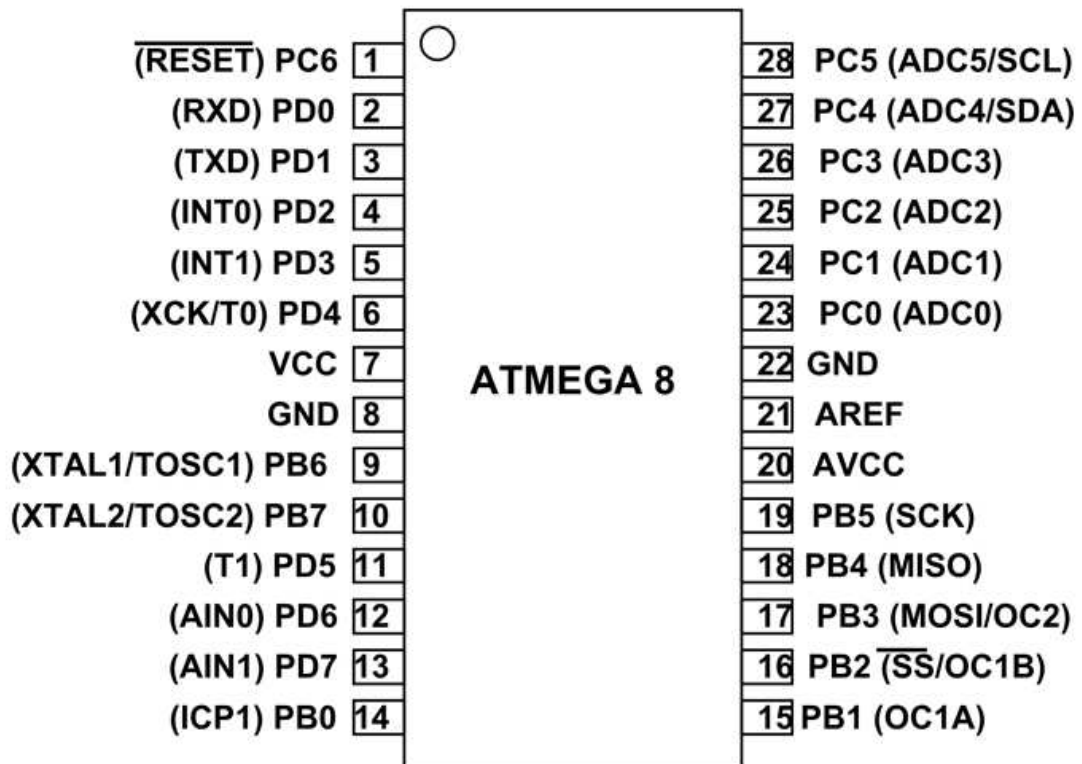 (RESET) PC6 1
(RXD) PD0 2
(TXD) PD1 3
(INT0) PD2 4
(INT1) PD3 5
(XCK/T0) PD4 6
VCC 7
GND 8
(XTAL1/TOSC1) PB6 9
(XTAL2/TOSC2) PB7 10
(T1) PD5 11
(AIN0) PD6 12
(AIN1) PD7 13
(ICP1) PB0 14
ATMEGA 8
28 PC5 (ADC5/SCL)
27 PC4 (ADC4/SDA)
26 PC3 (ADC3)
25 PC2 (ADC2)
24 PC1 (ADC1)
23 PC0 (ADC0)
22 GND
21 AREF
20 AVCC
19 PB5 (SCK)
18 PB4 (MISO)
17 PB3 (MOSI/OC2)
16 PB2 (SS/OC1B)
15 PB1 (OC1A)